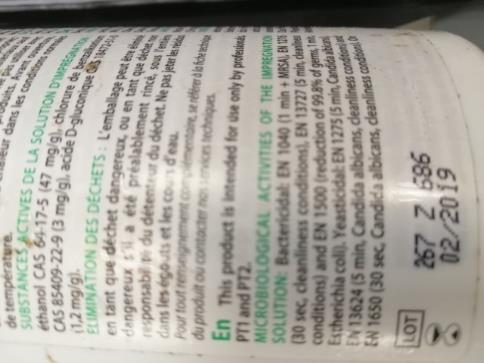 de température.
SUBSTANCES ACTIVES DE LA SOLUTION D'IMPREGNATION
éthanol CAS 64-17-5 (47 mg/g), chlorure de
CAS 85409-22-9 (3 mg/g), acide D-gluconique
(1,2 mg/g).
ÉLIMINATION DES DÉCHETS : L'emballage peut être éliminé
en tant que déchet dangereux, ou en tant que déchet non
dangereux s'il a été préalablement rincé, sous l'entière
responsabilité du détenteur du déchet. Ne pas jeter les résidus
dans les égouts et les cours d'eau.
Pour tout renseignement complémentaire, se référer à la fiche technique
du produit ou contacter nos services techniques.
En This product is intended for use only by professionals
PT1 and PT2.
MICROBIOLOGICAL ACTIVITIES OF THE IMPREGNATION
SOLUTION: Bactericidal: EN 1040 (1 min + MRSA), EN 1276
(30 sec, cleanliness conditions), EN 13727 (5 min, cleanliness
conditions) and EN 1500 (reduction of 99.8% of germs, 1 min,
Escherichia coli). Yeasticidal: EN 1275 (5 min, Candida albicans)
EN 13624 (5 min, Candida albicans, cleanliness conditions) and
EN 1650 (30 sec, Candida albicans, cleanliness conditions).
LOT 267 Z 686
02/2019